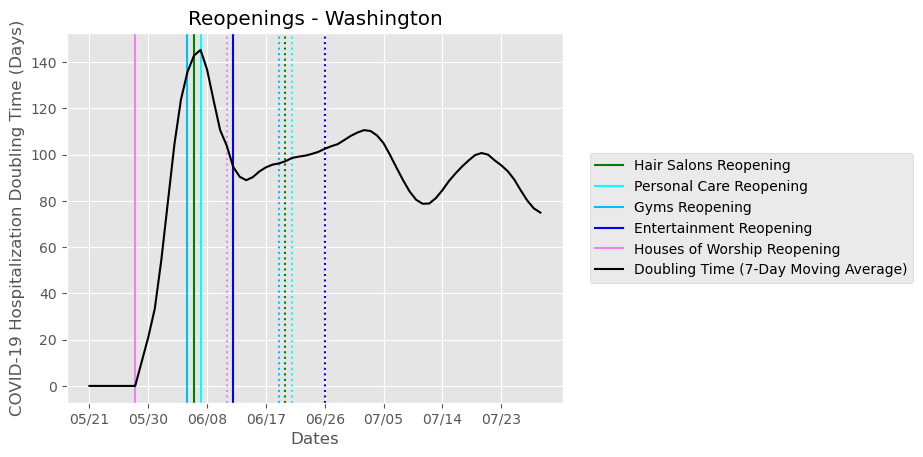 Reopenings - Washington
COVID-19 Hospitalization Doubling Time (Days)
140
120
100
80
60
40
20
0
05/21 05/30 06/08 06/17 06/26 07/05 07/14 07/23
Dates
Hair Salons Reopening
Personal Care Reopening
Gyms Reopening
Entertainment Reopening
Houses of Worship Reopening
Doubling Time (7-Day Moving Average)